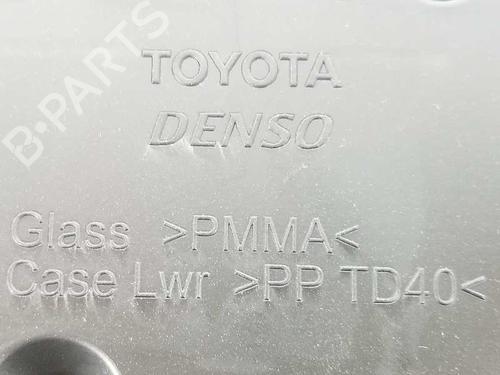 B-PARTS
TOYOTA
DENSO
Glass >PMMA<
Case Lwr >PP TD40<